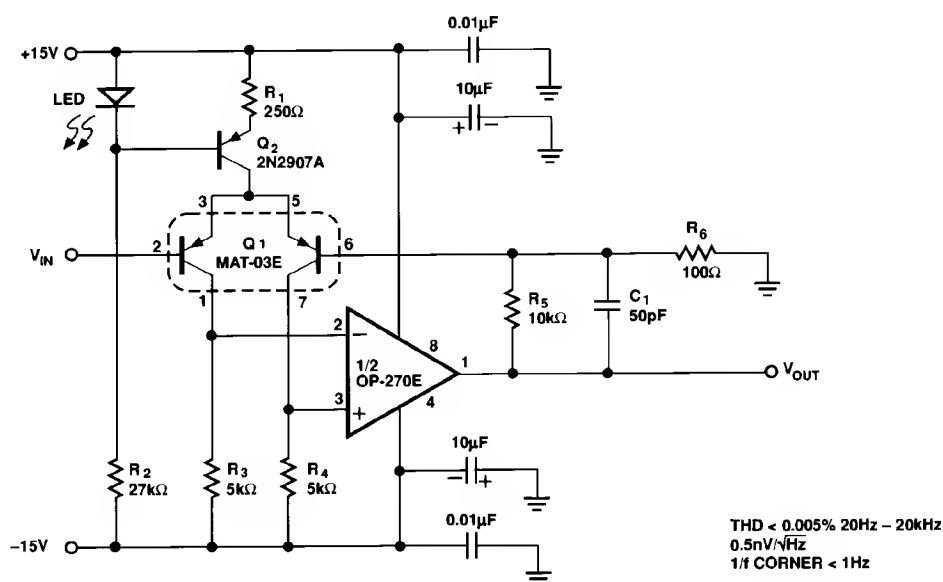 0.01μF
+15V
LED
R1
250Ω
10μF
+ −
Q2
2N2907A
3 5
Q1
MAT-03E
VIN
2
6
1 7
R6
100Ω
R5
10kΩ
C1
50pF
2 −
1/2
OP-270E
8
1
4
3 +
VOUT
R2
27kΩ
R3
5kΩ
R4
5kΩ
10μF
− +
0.01μF
−15V
THD < 0.005% 20Hz – 20kHz
0.5nV/√Hz
1/f CORNER < 1Hz